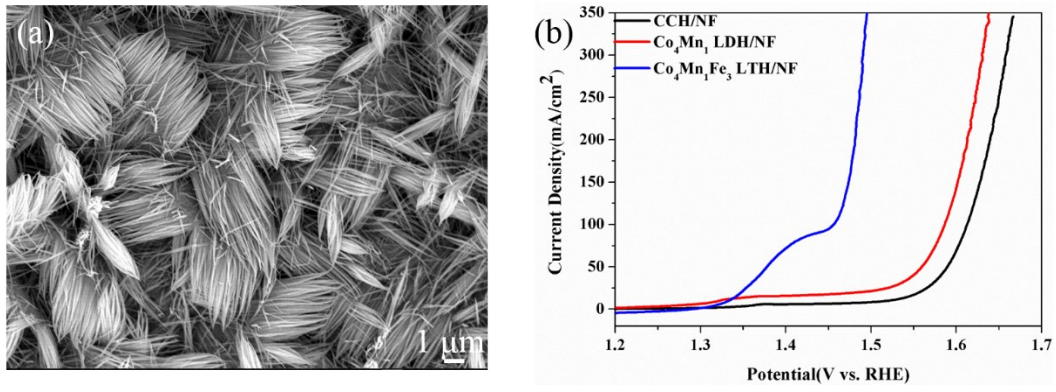 (a)
1 μm
(b)
CCH/NF
Co₄Mn₁ LDH/NF
Co₄Mn₁Fe₃ LTH/NF
Current Density(mA/cm²)
350
300
250
200
150
100
50
0
1.2 1.3 1.4 1.5 1.6 1.7
Potential(V vs. RHE)